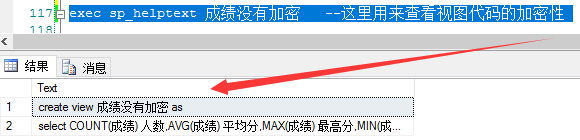 117 exec sp_helptext 成绩没有加密 --这里用来查看视图代码的加密性
118
结果 消息
Text
1 create view 成绩没有加密 as
2 select COUNT(成绩) 人数,AVG(成绩) 平均分,MAX(成绩) 最高分,MIN(成...